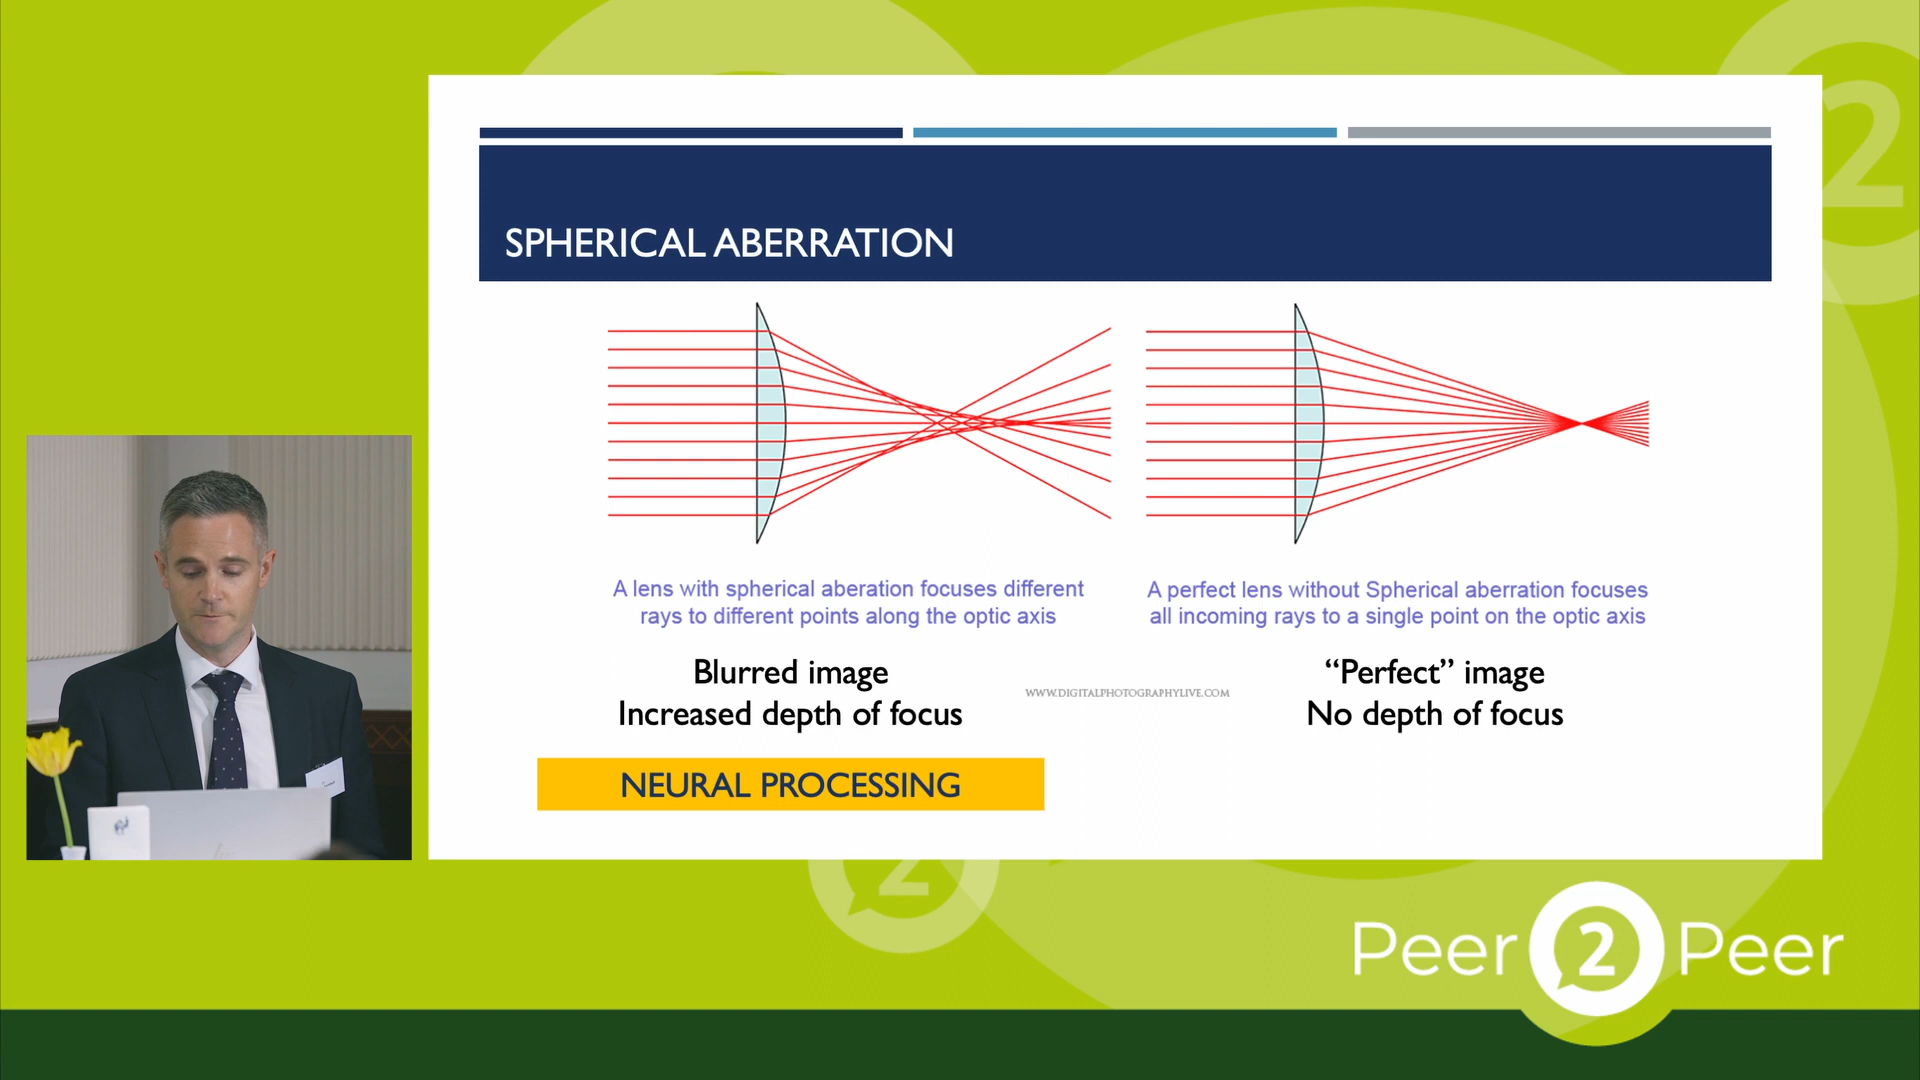 SPHERICAL ABERRATION
A lens with spherical aberation focuses different
rays to different points along the optic axis
A perfect lens without Spherical aberration focuses
all incoming rays to a single point on the optic axis
Blurred image
Increased depth of focus
WWW.DIGITALPHOTOGRAPHYLIVE.COM
“Perfect” image
No depth of focus
NEURAL PROCESSING
Peer 2 Peer
2
2